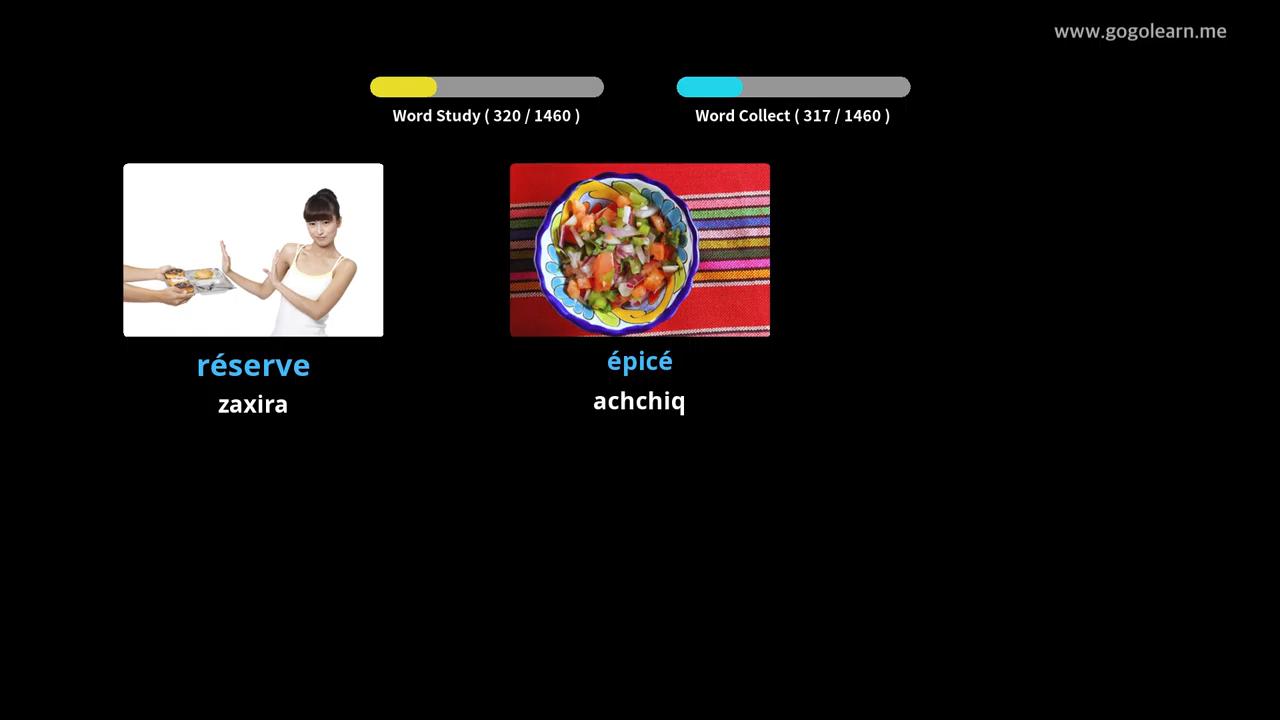 www.gogolearn.me
Word Study ( 320 / 1460 )
Word Collect ( 317 / 1460 )
réserve
zaxira
épicé
achchiq